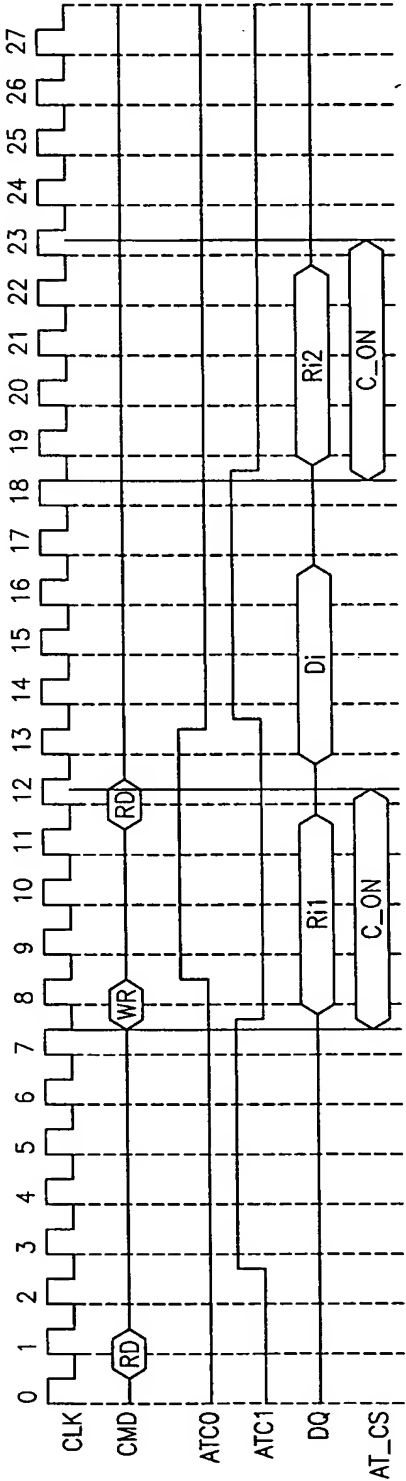 0 1 2 3 4 5 6 7 8 9 10 11 12 13 14 15 16 17 18 19 20 21 22 23 24 25 26 27
CLK
CMD RD WR RD
ATC0
ATC1
DQ Ri1 Di Ri2
AT_CS C_ON C_ON